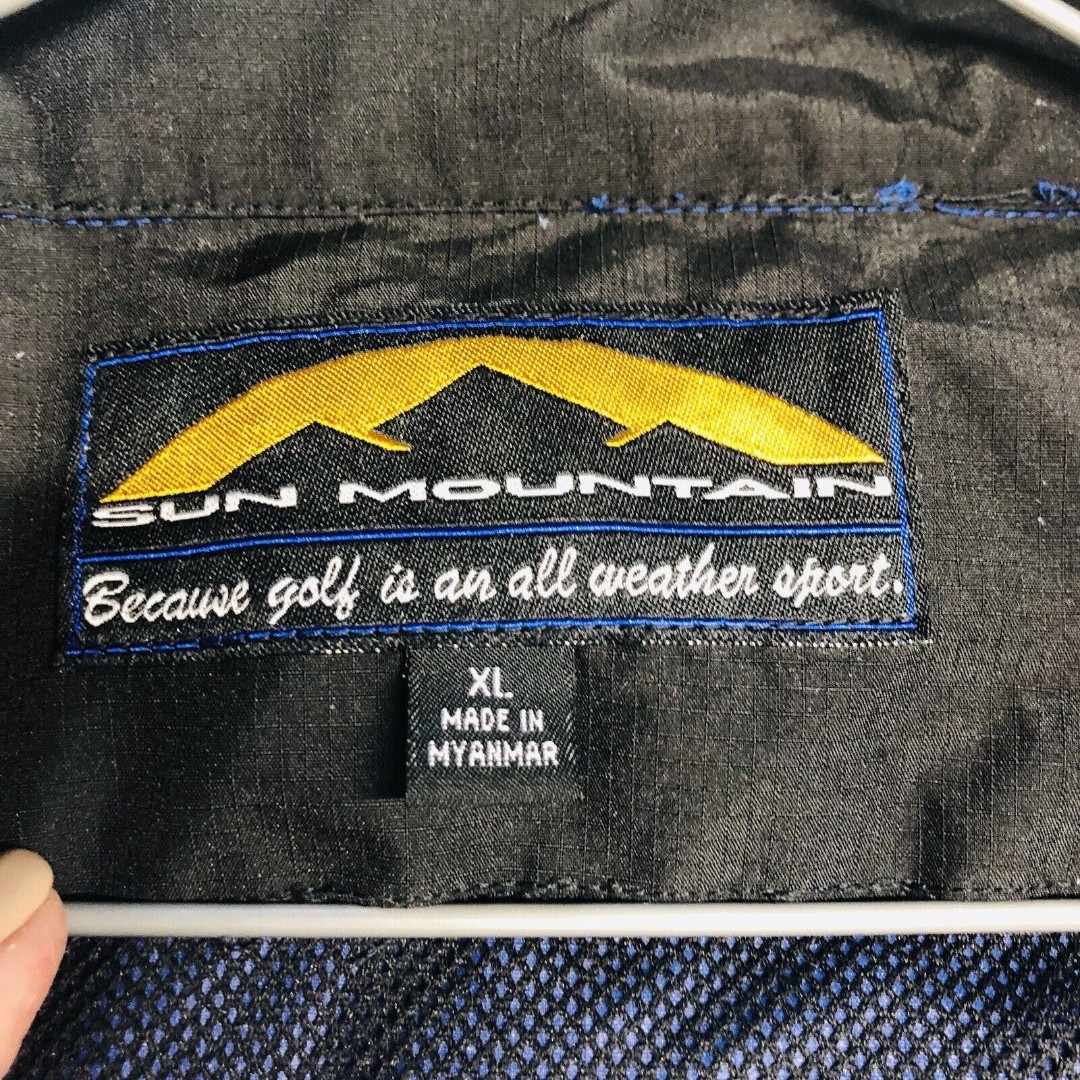 SUN MOUNTAIN
Because golf is an all weather sport.
XL
MADE IN
MYANMAR